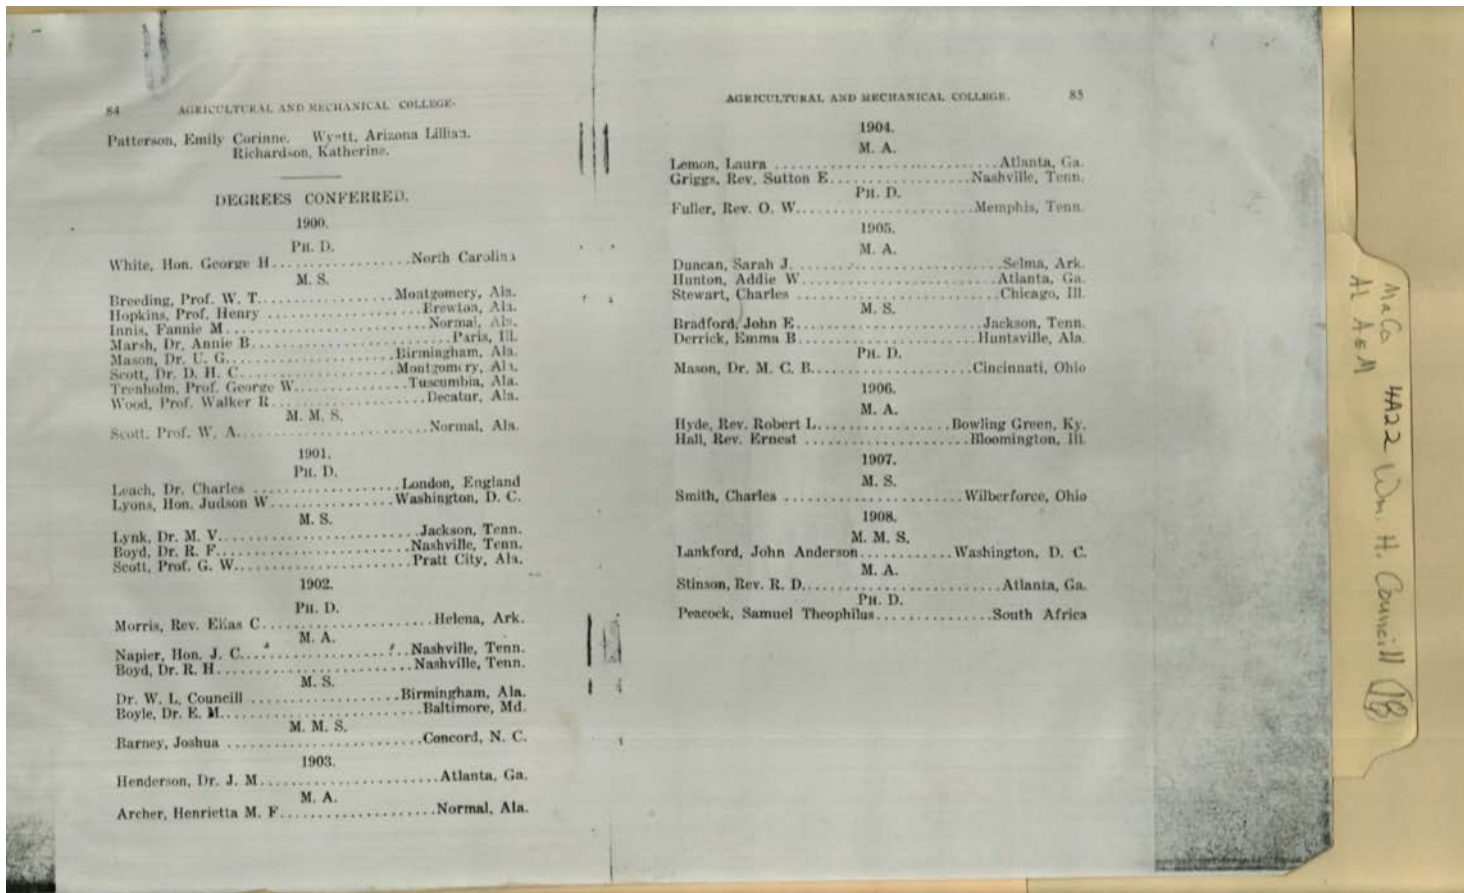 84 AGRICULTURAL AND MECHANICAL COLLEGE.
Patterson, Emily Corinne. Wyatt, Arizona Lillian.
Richardson, Katherine.
DEGREES CONFERRED.
1900.
PH. D.
White, Hon. George H..................North Carolina
M. S.
Breeding, Prof. W. T..................Montgomery, Ala.
Hopkins, Prof. Henry ....................Brewton, Ala.
Innis, Fannie M........................Normal, Ala.
Marsh, Dr. Annie B........................Paris, Ill.
Mason, Dr. U. G......................Birmingham, Ala.
Scott, Dr. D. H. C....................Montgomery, Ala.
Trenholm, Prof. George W..............Tuscumbia, Ala.
Wood, Prof. Walker R....................Decatur, Ala.
M. M. S.
Scott, Prof. W. A........................Normal, Ala.
1901.
PH. D.
Leach, Dr. Charles ....................London, England
Lyons, Hon. Judson W................Washington, D. C.
M. S.
Lynk, Dr. M. V..........................Jackson, Tenn.
Boyd, Dr. R. F.........................Nashville, Tenn.
Scott, Prof. G. W.......................Pratt City, Ala.
1902.
PH. D.
Morris, Rev. Elias C......................Helena, Ark.
M. A.
Napier, Hon. J. C......................Nashville, Tenn.
Boyd, Dr. R. H.........................Nashville, Tenn.
M. S.
Dr. W. L. Councill ...................Birmingham, Ala.
Boyle, Dr. E. M.........................Baltimore, Md.
M. M. S.
Barney, Joshua .........................Concord, N. C.
1903.
Henderson, Dr. J. M......................Atlanta, Ga.
M. A.
Archer, Henrietta M. F....................Normal, Ala.
AGRICULTURAL AND MECHANICAL COLLEGE. 85
1904.
M. A.
Lemon, Laura ............................Atlanta, Ga.
Griggs, Rev. Sutton E..................Nashville, Tenn.
PH. D.
Fuller, Rev. O. W......................Memphis, Tenn.
1905.
M. A.
Duncan, Sarah J. .........................Selma, Ark.
Hunton, Addie W.........................Atlanta, Ga.
Stewart, Charles .........................Chicago, Ill.
M. S.
Bradford, John E.......................Jackson, Tenn.
Derrick, Emma B.......................Huntsville, Ala.
PH. D.
Mason, Dr. M. C. B....................Cincinnati, Ohio
1906.
M. A.
Hyde, Rev. Robert L.................Bowling Green, Ky.
Hall, Rev. Ernest .....................Bloomington, Ill.
1907.
M. S.
Smith, Charles ......................Wilberforce, Ohio
1908.
M. M. S.
Lankford, John Anderson...........Washington, D. C.
M. A.
Stinson, Rev. R. D.........................Atlanta, Ga.
PH. D.
Peacock, Samuel Theophilus..............South Africa
MaCo 4A22 Wm. H. Councill
AL A&M